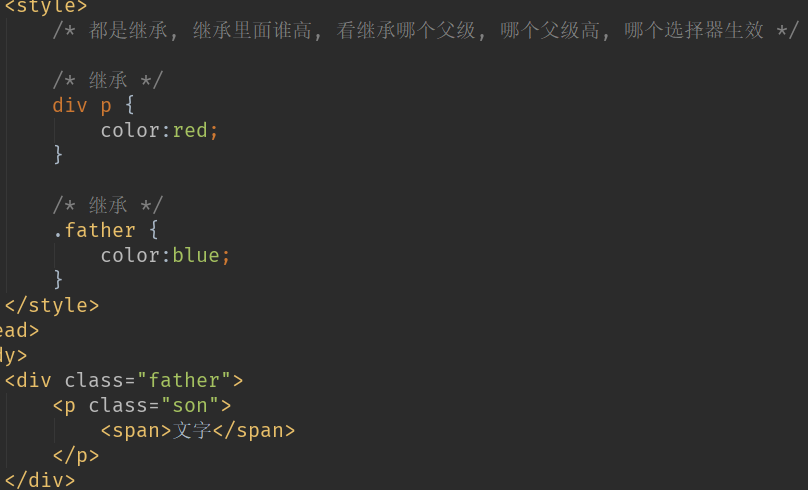 <style>
/* 都是继承, 继承里面谁高, 看继承哪个父级, 哪个父级高, 哪个选择器生效 */
/* 继承 */
div p {
color:red;
}
/* 继承 */
.father {
color:blue;
}
</style>
ead>
dy>
<div class="father">
<p class="son">
<span>文字</span>
</p>
</div>